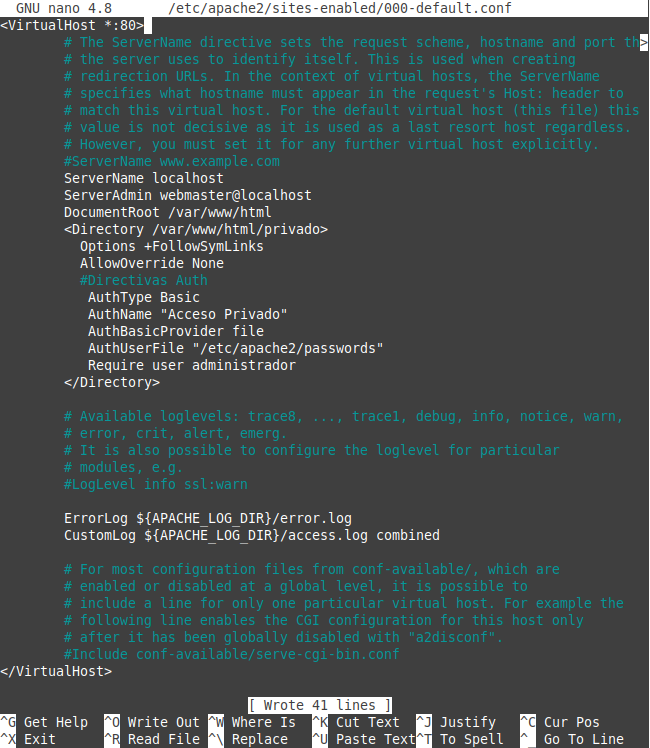 GNU nano 4.8       /etc/apache2/sites-enabled/000-default.conf
<VirtualHost *:80>
        # The ServerName directive sets the request scheme, hostname and port th>
        # the server uses to identify itself. This is used when creating
        # redirection URLs. In the context of virtual hosts, the ServerName
        # specifies what hostname must appear in the request's Host: header to
        # match this virtual host. For the default virtual host (this file) this
        # value is not decisive as it is used as a last resort host regardless.
        # However, you must set it for any further virtual host explicitly.
        #ServerName www.example.com
        ServerName localhost
        ServerAdmin webmaster@localhost
        DocumentRoot /var/www/html
        <Directory /var/www/html/privado>
          Options +FollowSymLinks
          AllowOverride None
          #Directivas Auth
           AuthType Basic
           AuthName "Acceso Privado"
           AuthBasicProvider file
           AuthUserFile "/etc/apache2/passwords"
           Require user administrador
        </Directory>

        # Available loglevels: trace8, ..., trace1, debug, info, notice, warn,
        # error, crit, alert, emerg.
        # It is also possible to configure the loglevel for particular
        # modules, e.g.
        #LogLevel info ssl:warn

        ErrorLog ${APACHE_LOG_DIR}/error.log
        CustomLog ${APACHE_LOG_DIR}/access.log combined

        # For most configuration files from conf-available/, which are
        # enabled or disabled at a global level, it is possible to
        # include a line for only one particular virtual host. For example the
        # following line enables the CGI configuration for this host only
        # after it has been globally disabled with "a2disconf".
        #Include conf-available/serve-cgi-bin.conf
</VirtualHost>

[ Wrote 41 lines ]
^G Get Help  ^O Write Out ^W Where Is  ^K Cut Text  ^J Justify   ^C Cur Pos
^X Exit      ^R Read File ^\ Replace   ^U Paste Text^T To Spell  ^_ Go To Line